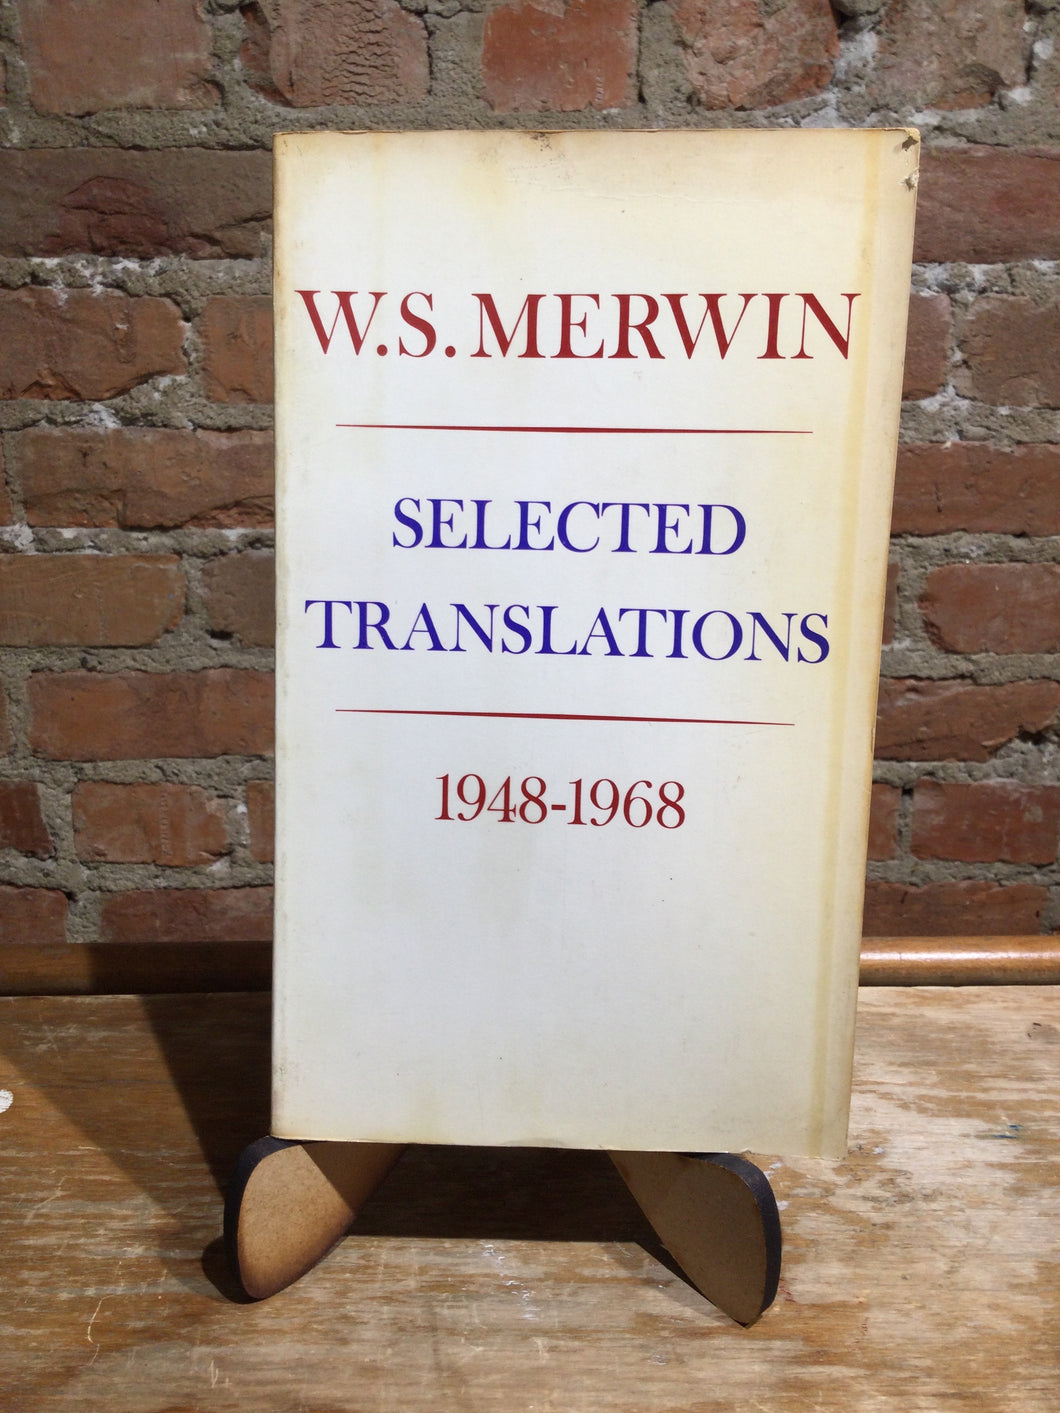 W.S. MERWIN
SELECTED
TRANSLATIONS
1948-1968